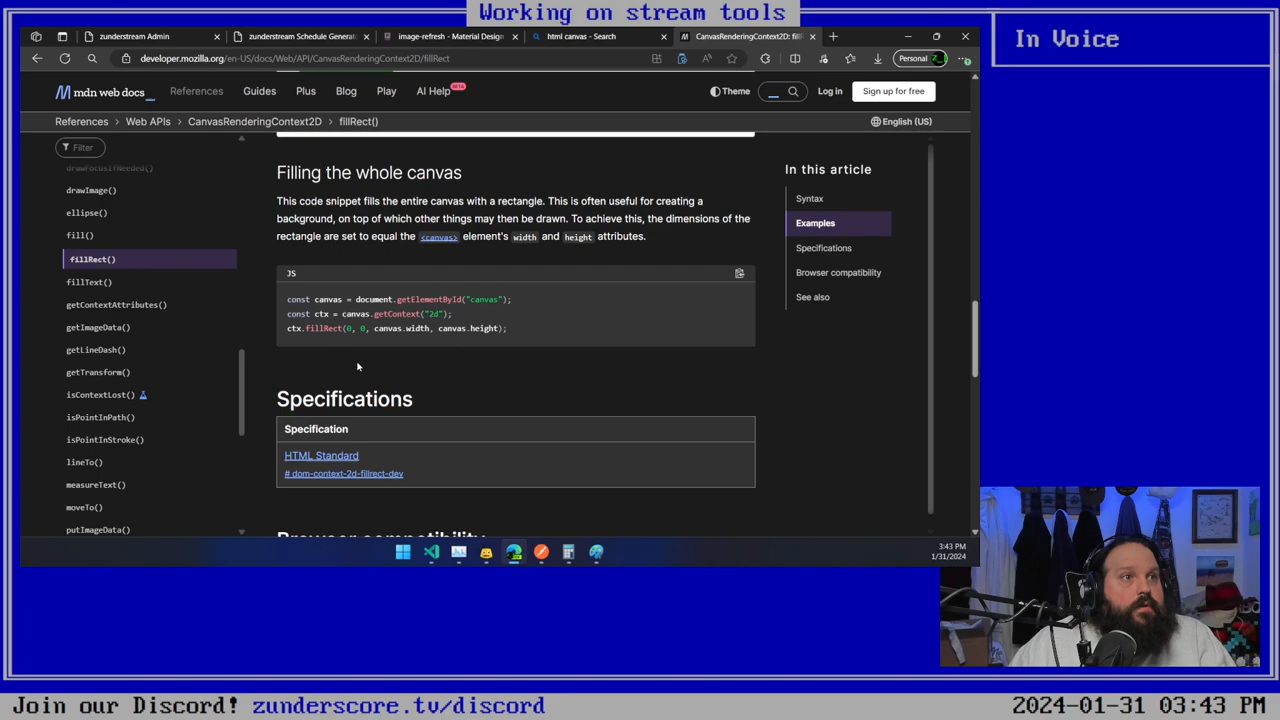 Working on stream tools
In Voice
zunderstream Admin
zunderstream Schedule Generat
image-refresh - Material Design
html canvas - Search
CanvasRenderingContext2D: fill
developer.mozilla.org/en-US/docs/Web/API/CanvasRenderingContext2D/fillRect
Personal
mdn web docs_
References
Guides
Plus
Blog
Play
AI Help BETA
Theme
Log in
Sign up for free
References
Web APIs
CanvasRenderingContext2D
fillRect()
English (US)
Filter
drawFocusIfNeeded()
drawImage()
ellipse()
fill()
fillRect()
fillText()
getContextAttributes()
getImageData()
getLineDash()
getTransform()
isContextLost()
isPointInPath()
isPointInStroke()
lineTo()
measureText()
moveTo()
putImageData()
Filling the whole canvas
This code snippet fills the entire canvas with a rectangle. This is often useful for creating a
background, on top of which other things may then be drawn. To achieve this, the dimensions of the
rectangle are set to equal the <canvas> element's width and height attributes.
JS
const canvas = document.getElementById("canvas");
const ctx = canvas.getContext("2d");
ctx.fillRect(0, 0, canvas.width, canvas.height);
Specifications
Specification
HTML Standard
# dom-context-2d-fillrect-dev
Browser compatibility
In this article
Syntax
Examples
Specifications
Browser compatibility
See also
3:43 PM
1/31/2024
Join our Discord! zunderscore.tv/discord
2024-01-31 03:43 PM